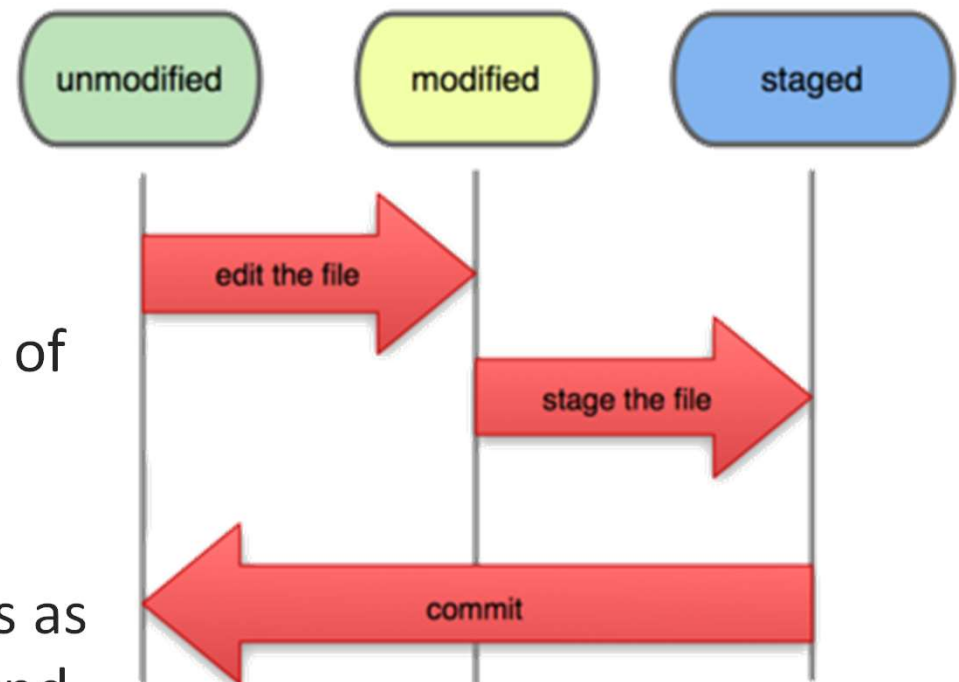 unmodified
modified
staged
edit the file
of
stage the file
s as
commit